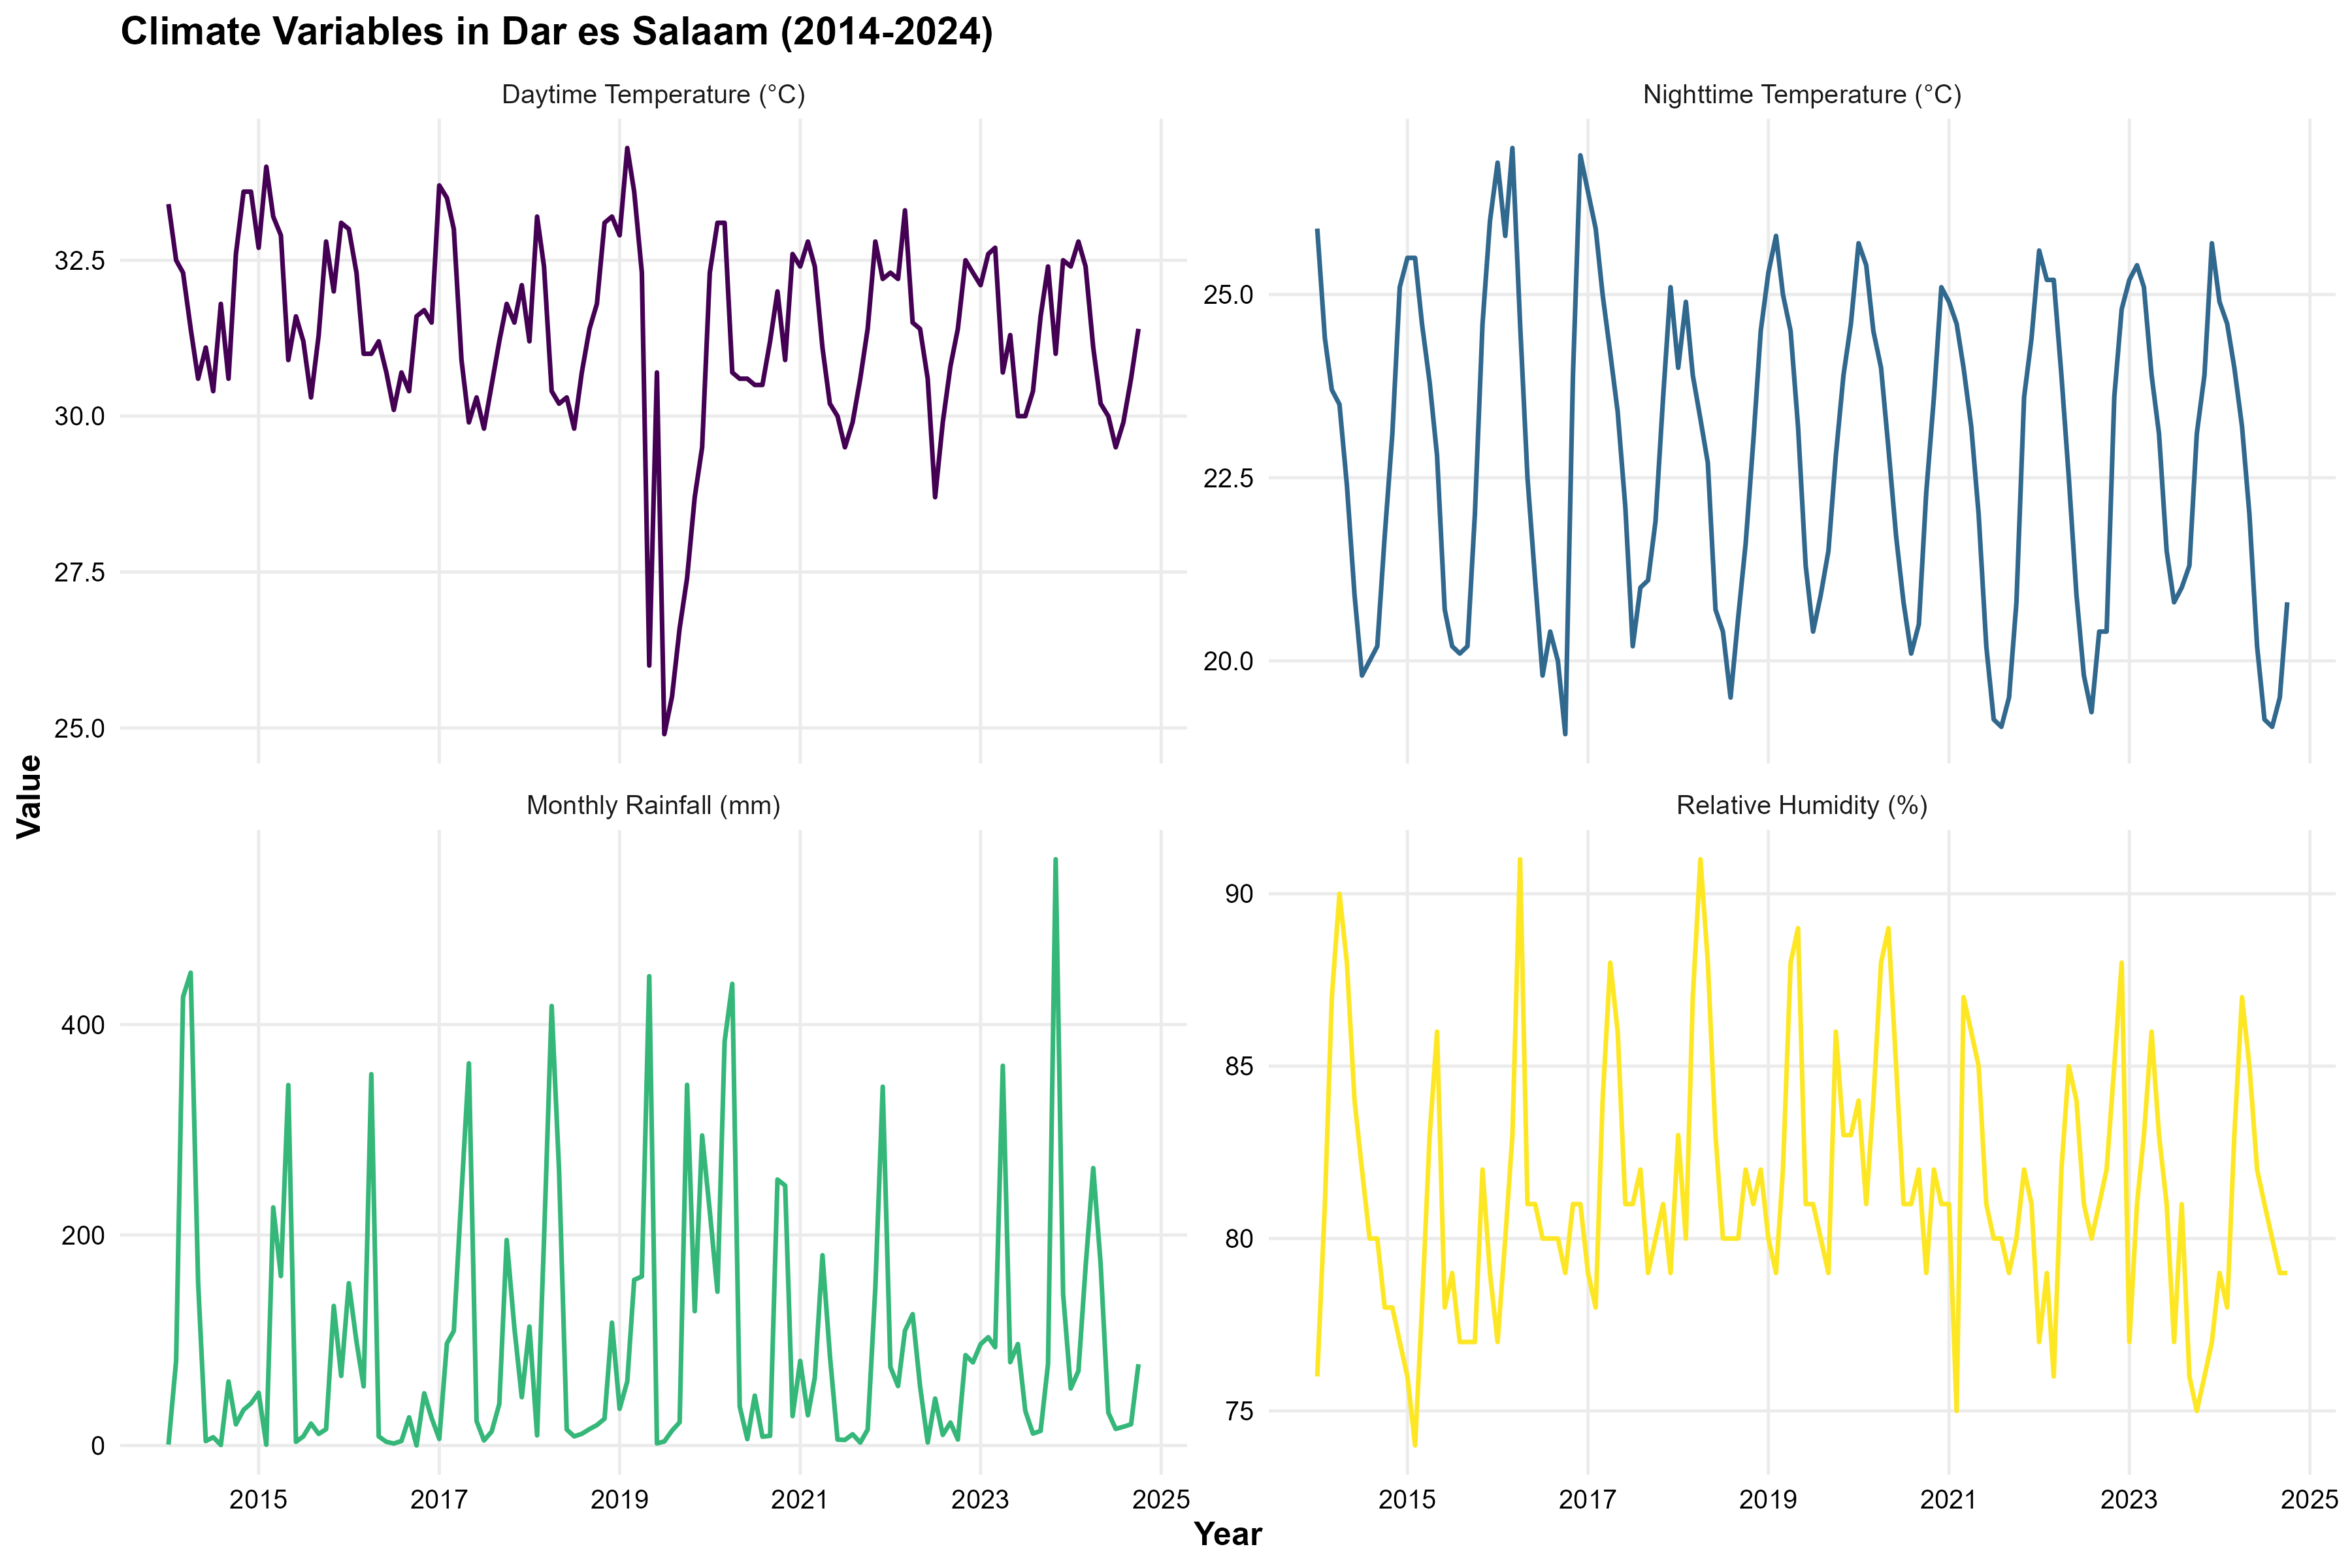 Climate Variables in Dar es Salaam (2014-2024)
Daytime Temperature (°C)
Nighttime Temperature (°C)
32.5
30.0
27.5
25.0
25.0
22.5
20.0
Value
Monthly Rainfall (mm)
Relative Humidity (%)
400
200
0
90
85
80
75
2015 2017 2019 2021 2023 2025
2015 2017 2019 2021 2023 2025
Year